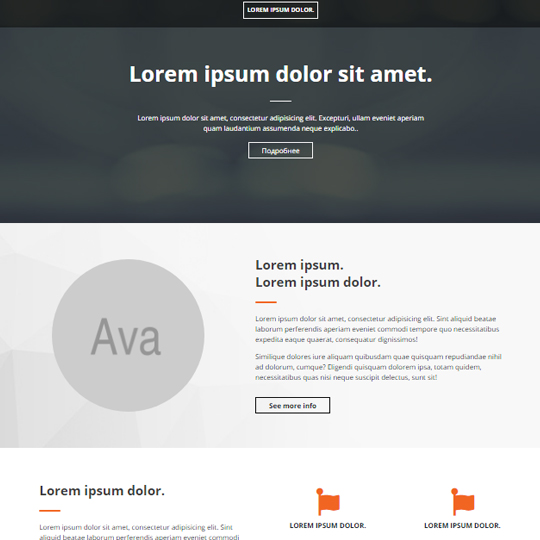 LOREM IPSUM DOLOR.
Lorem ipsum dolor sit amet.
Lorem ipsum dolor sit amet, consectetur adipisicing elit. Excepturi, ullam eveniet aperiam
quam laudantium assumenda neque explicabo..
Подробнее
Ava
Lorem ipsum.
Lorem ipsum dolor.
Lorem ipsum dolor sit amet, consectetur adipisicing elit. Sint aliquid beatae
laborum perferendis aperiam eveniet commodi tempore quo necessitatibus
expedita eaque quaerat, consequatur dignissimos!
Similique dolores iure aliquam quibusdam quae quisquam repudiandae nihil
ad dolorum, cumque? Digendi quisquam dolorem ipsa, totam quidem,
necessitatibus quas nisi neque suscipit delectus, sunt sit!
See more info
Lorem ipsum dolor.
Lorem ipsum dolor sit amet, consectetur adipisicing elit. Sint
aliquid beatae laborum perferendis aperiam eveniet commodi
LOREM IPSUM DOLOR.
LOREM IPSUM DOLOR.